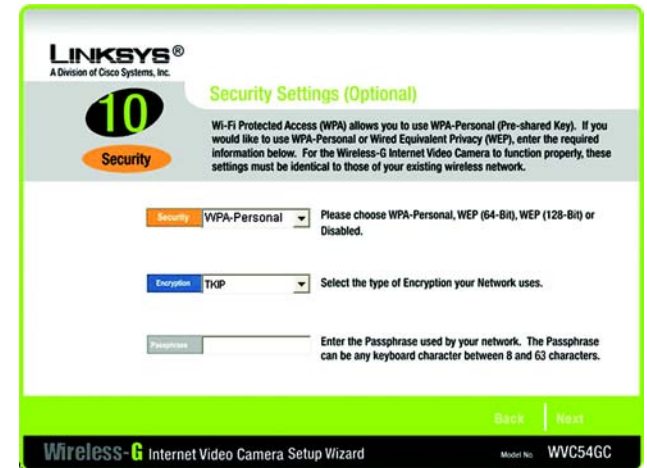 LINKSYS®
A Division of Cisco Systems, Inc.
10
Security
Security Settings (Optional)
Wi-Fi Protected Access (WPA) allows you to use WPA-Personal (Pre-shared Key). If you
would like to use WPA-Personal or Wired Equivalent Privacy (WEP), enter the required
information below. For the Wireless-G Internet Video Camera to function properly, these
settings must be identical to those of your existing wireless network.
Security WPA-Personal Please choose WPA-Personal, WEP (64-Bit), WEP (128-Bit) or
Disabled.
Encryption TKIP Select the type of Encryption your Network uses.
Passphrase Enter the Passphrase used by your network. The Passphrase
can be any keyboard character between 8 and 63 characters.
Back Next
Wireless-G Internet Video Camera Setup Wizard Model No. WVC54GC